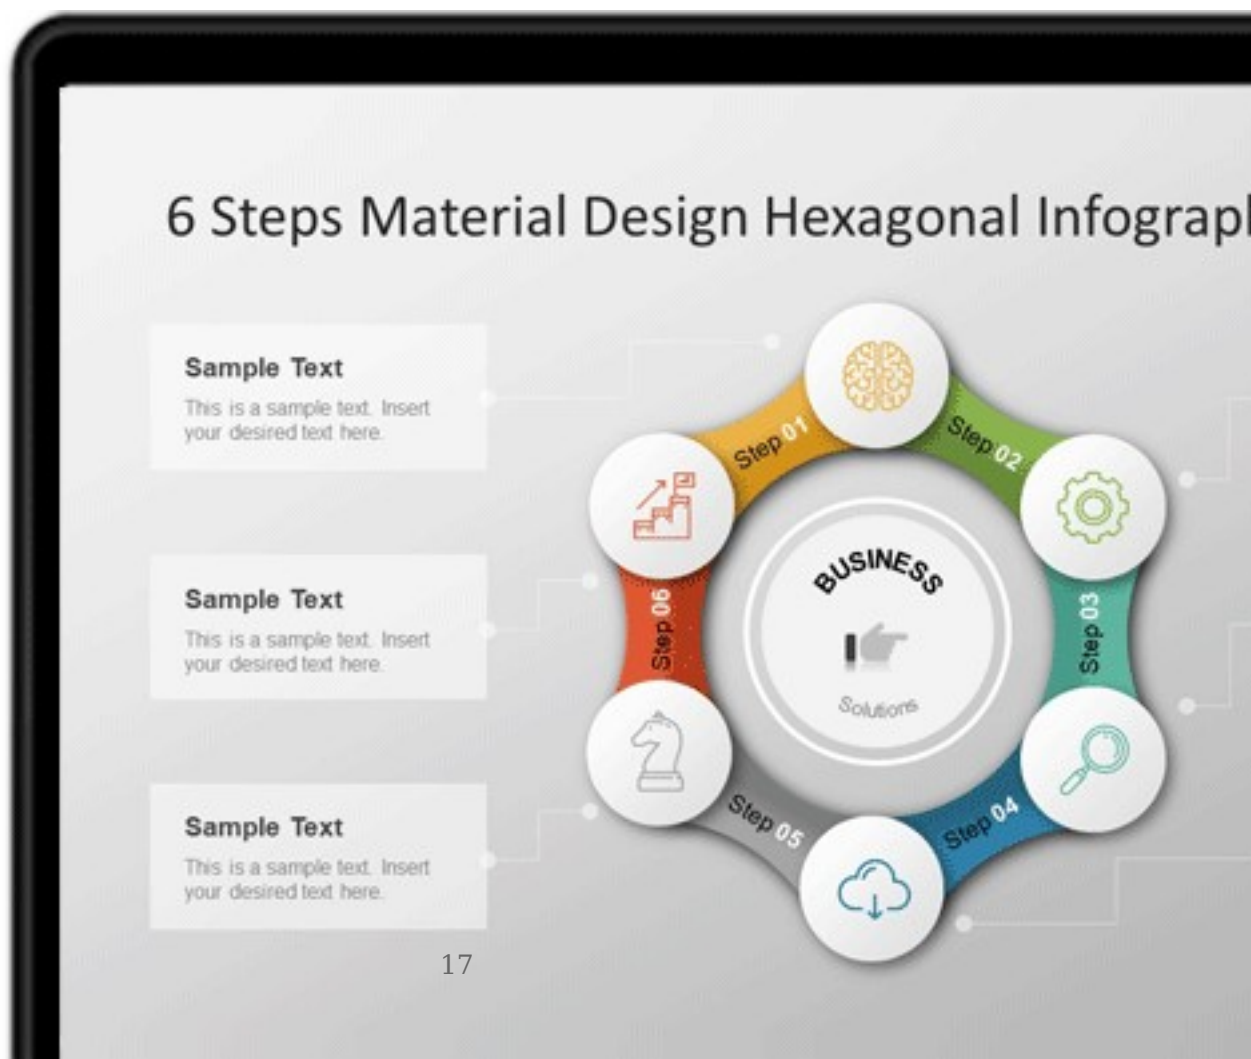 6 Steps Material Design Hexagonal Infograph
Sample Text
This is a sample text. Insert
your desired text here.
Sample Text
This is a sample text. Insert
your desired text here.
Sample Text
This is a sample text. Insert
your desired text here.
Step 01
Step 02
Step 03
Step 04
Step 05
Step 06
BUSINESS
Solutions
17